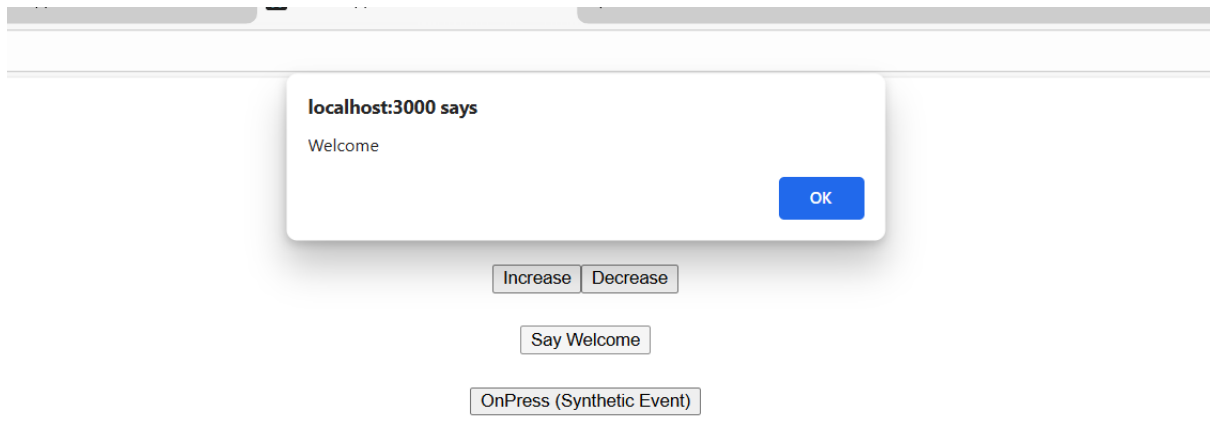 localhost:3000 says
Welcome
OK
Increase Decrease
Say Welcome
OnPress (Synthetic Event)